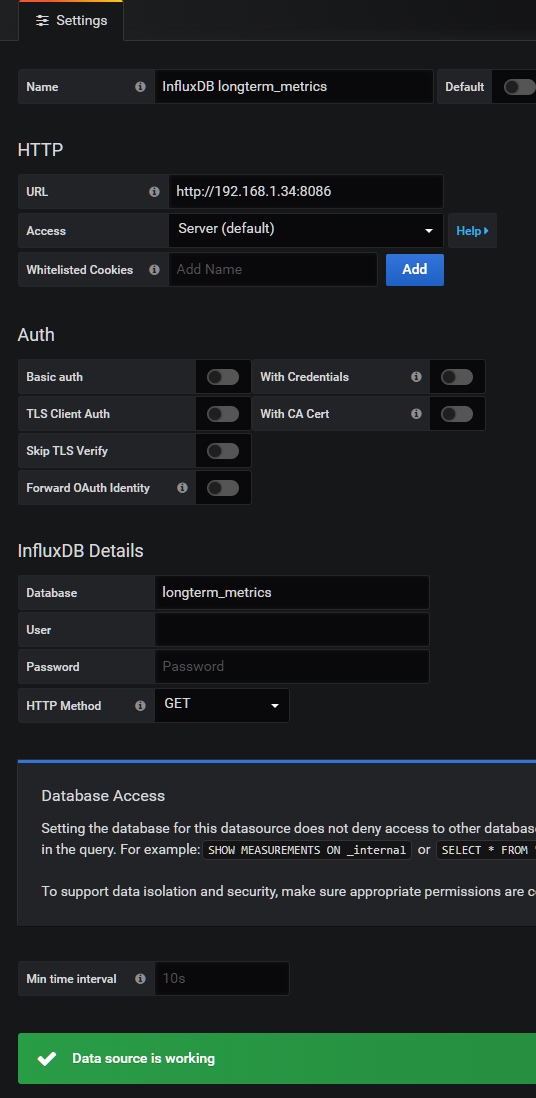 Settings
Name InfluxDB longterm_metrics Default
HTTP
URL http://192.168.1.34:8086
Access Server (default) Help
Whitelisted Cookies Add Name Add
Auth
Basic auth With Credentials
TLS Client Auth With CA Cert
Skip TLS Verify
Forward OAuth Identity
InfluxDB Details
Database longterm_metrics
User
Password Password
HTTP Method GET
Database Access
Setting the database for this datasource does not deny access to other database
in the query. For example: SHOW MEASUREMENTS ON _internal or SELECT * FROM "
To support data isolation and security, make sure appropriate permissions are co
Min time interval 10s
Data source is working